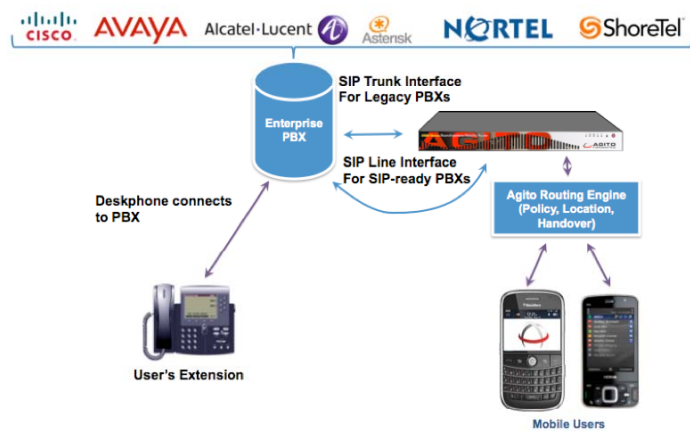 CISCO.
AVAYA
Alcatel·Lucent
Asterisk
NORTEL
ShoreTel
SIP Trunk Interface
For Legacy PBXs
Enterprise
PBX
AGITO
AGITO
SIP Line Interface
For SIP-ready PBXs
Deskphone connects
to PBX
Agito Routing Engine
(Policy, Location,
Handover)
User's Extension
Mobile Users